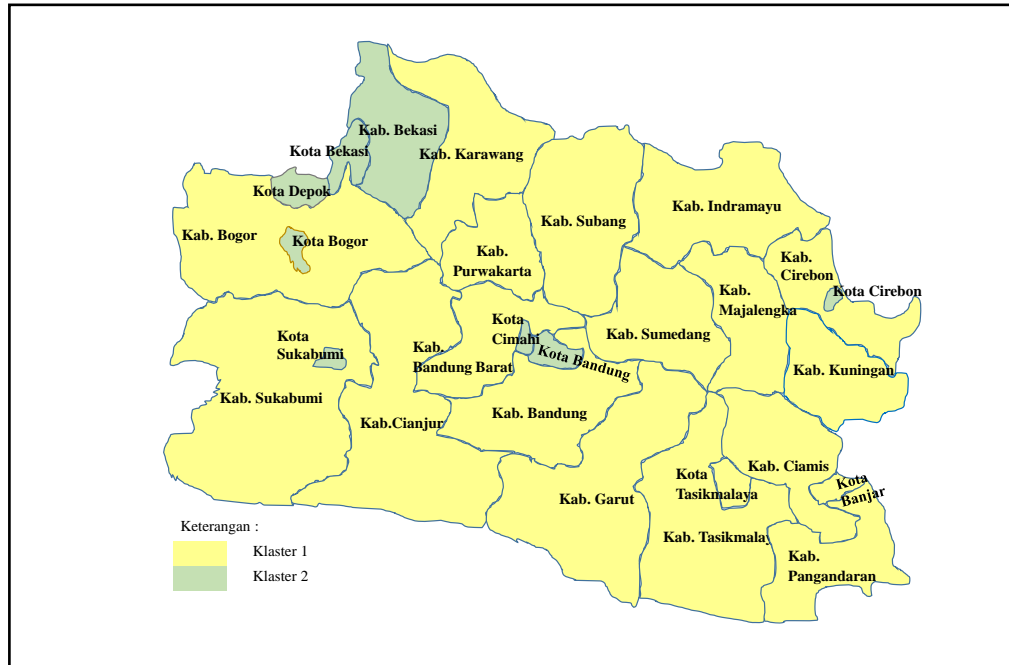 Kab. Bekasi
Kota Bekasi
Kab. Karawang
Kota Depok
Kab. Bogor
Kota Bogor
Kab. Subang
Kab. Indramayu
Kab.
Purwakarta
Kab.
Cirebon
Kota Cirebon
Kab.
Majalengka
Kota
Sukabumi
Kota
Cimahi
Kab. Sumedang
Kab.
Bandung Barat
Kota Bandung
Kab. Kuningan
Kab. Sukabumi
Kab.Cianjur
Kab. Bandung
Kab. Ciamis
Kota
Tasikmalaya
Kota
Banjar
Kab. Garut
Kab. Tasikmalay
Kab.
Pangandaran
Keterangan :
Klaster 1
Klaster 2